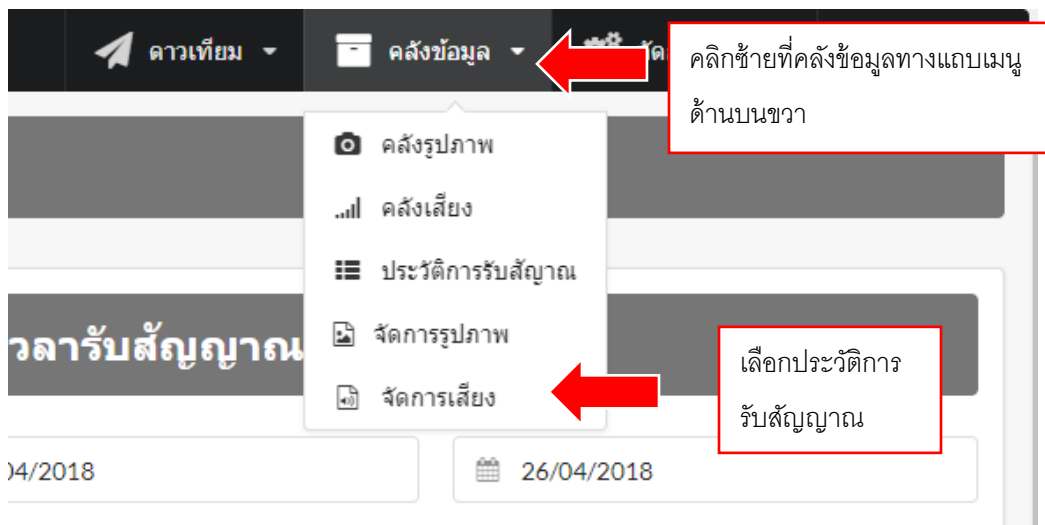 ดาวเทียม
คลังข้อมูล
คลิกซ้ายที่คลังข้อมูลทางแถบเมนู
ด้านบนขวา
คลังรูปภาพ
คลังเสี่ยง
ประวัติการรับสัญาณ
จัดการรูปภาพ
จัดการเสี่ยง
วลารับสัญญาณ
เลือกประวัติการ
รับสัญญาณ
04/2018
26/04/2018